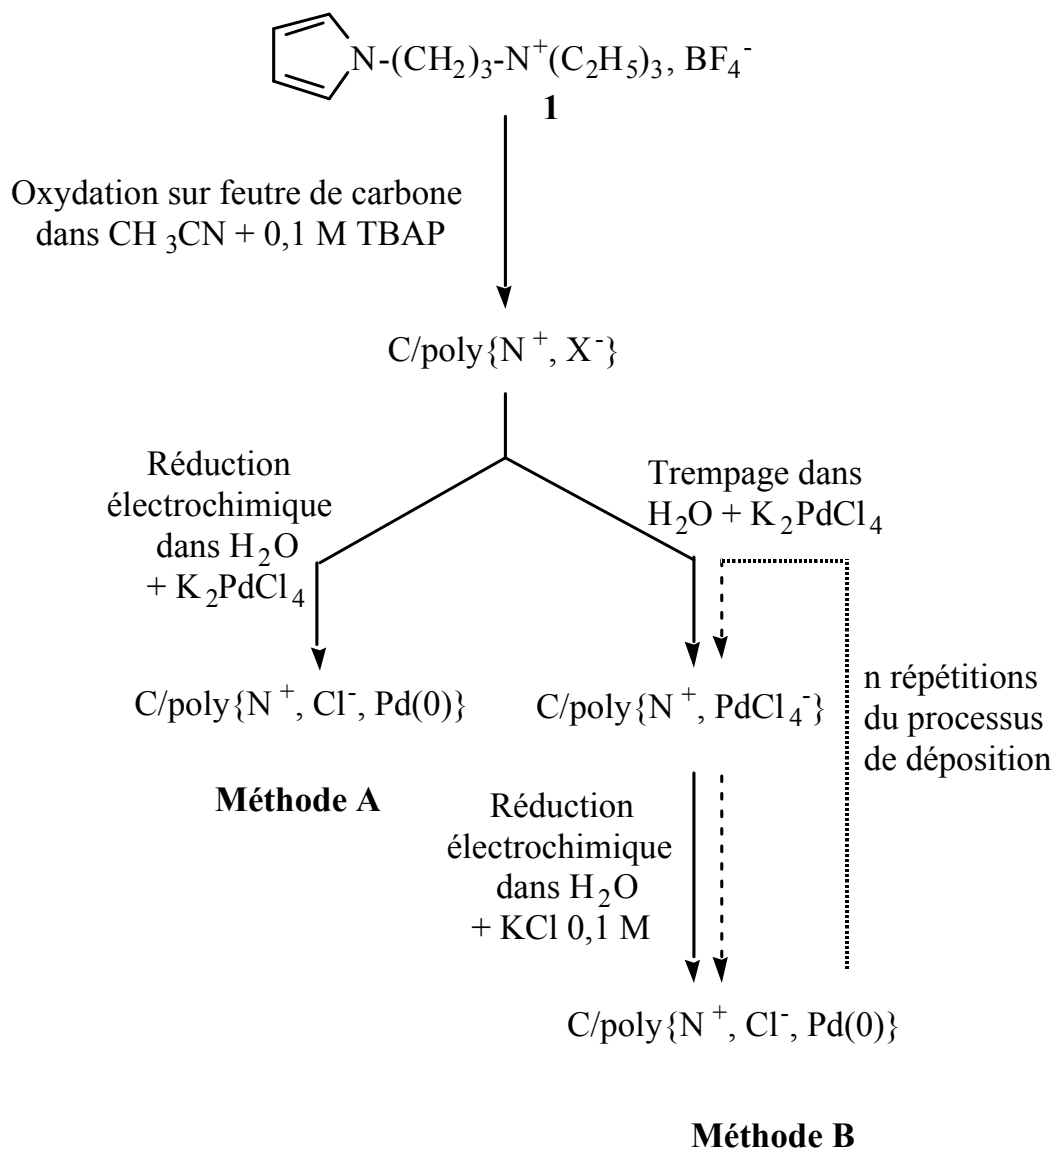 N-(CH2)3-N+(C2H5)3, BF4-
1
Oxydation sur feutre de carbone
dans CH3CN + 0,1 M TBAP
C/poly{N+, X-}
Réduction
électrochimique
dans H2O
+ K2PdCl4
Trempage dans
H2O + K2PdCl4
C/poly{N+, Cl-, Pd(0)}
C/poly{N+, PdCl4-}
n répétitions
du processus
de déposition
Méthode A
Réduction
électrochimique
dans H2O
+ KCl 0,1 M
C/poly{N+, Cl-, Pd(0)}
Méthode B